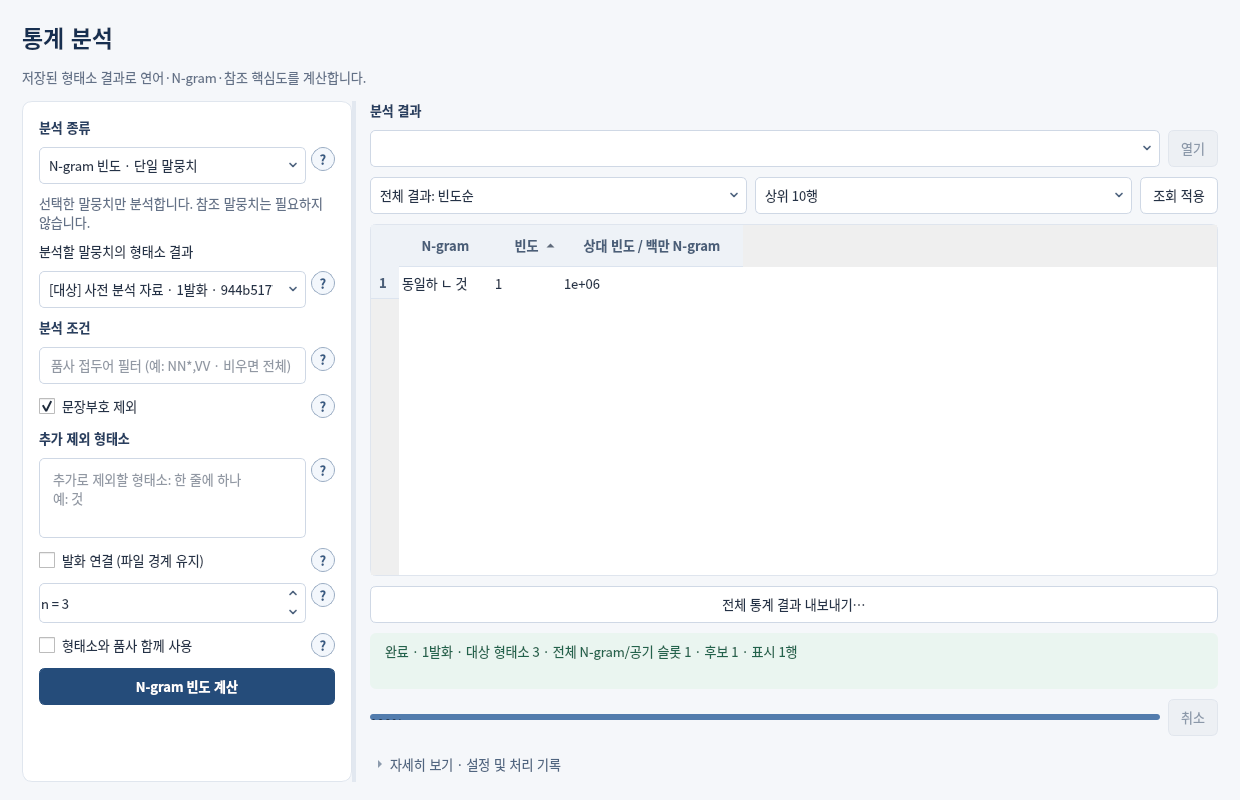 통계 분석
저장된 형태소 결과로 연어·N-gram·참조 핵심도를 계산합니다.
분석 종류
N-gram 빈도 · 단일 말뭉치
?
선택한 말뭉치만 분석합니다. 참조 말뭉치는 필요하지
않습니다.
분석할 말뭉치의 형태소 결과
[대상] 사전 분석 자료 · 1발화 · 944b517
?
분석 조건
품사 접두어 필터 (예: NN*,VV · 비우면 전체)
?
문장부호 제외
?
추가 제외 형태소
추가로 제외할 형태소: 한 줄에 하나
예: 것
?
발화 연결 (파일 경계 유지)
?
n = 3
?
형태소와 품사 함께 사용
?
N-gram 빈도 계산
분석 결과
열기
전체 결과: 빈도순
상위 10행
조회 적용
N-gram 빈도 상대 빈도 / 백만 N-gram
1 동일하 ㄴ 것 1 1e+06
전체 통계 결과 내보내기…
완료 · 1발화 · 대상 형태소 3 · 전체 N-gram/공기 슬롯 1 · 후보 1 · 표시 1행
취소
자세히 보기 · 설정 및 처리 기록